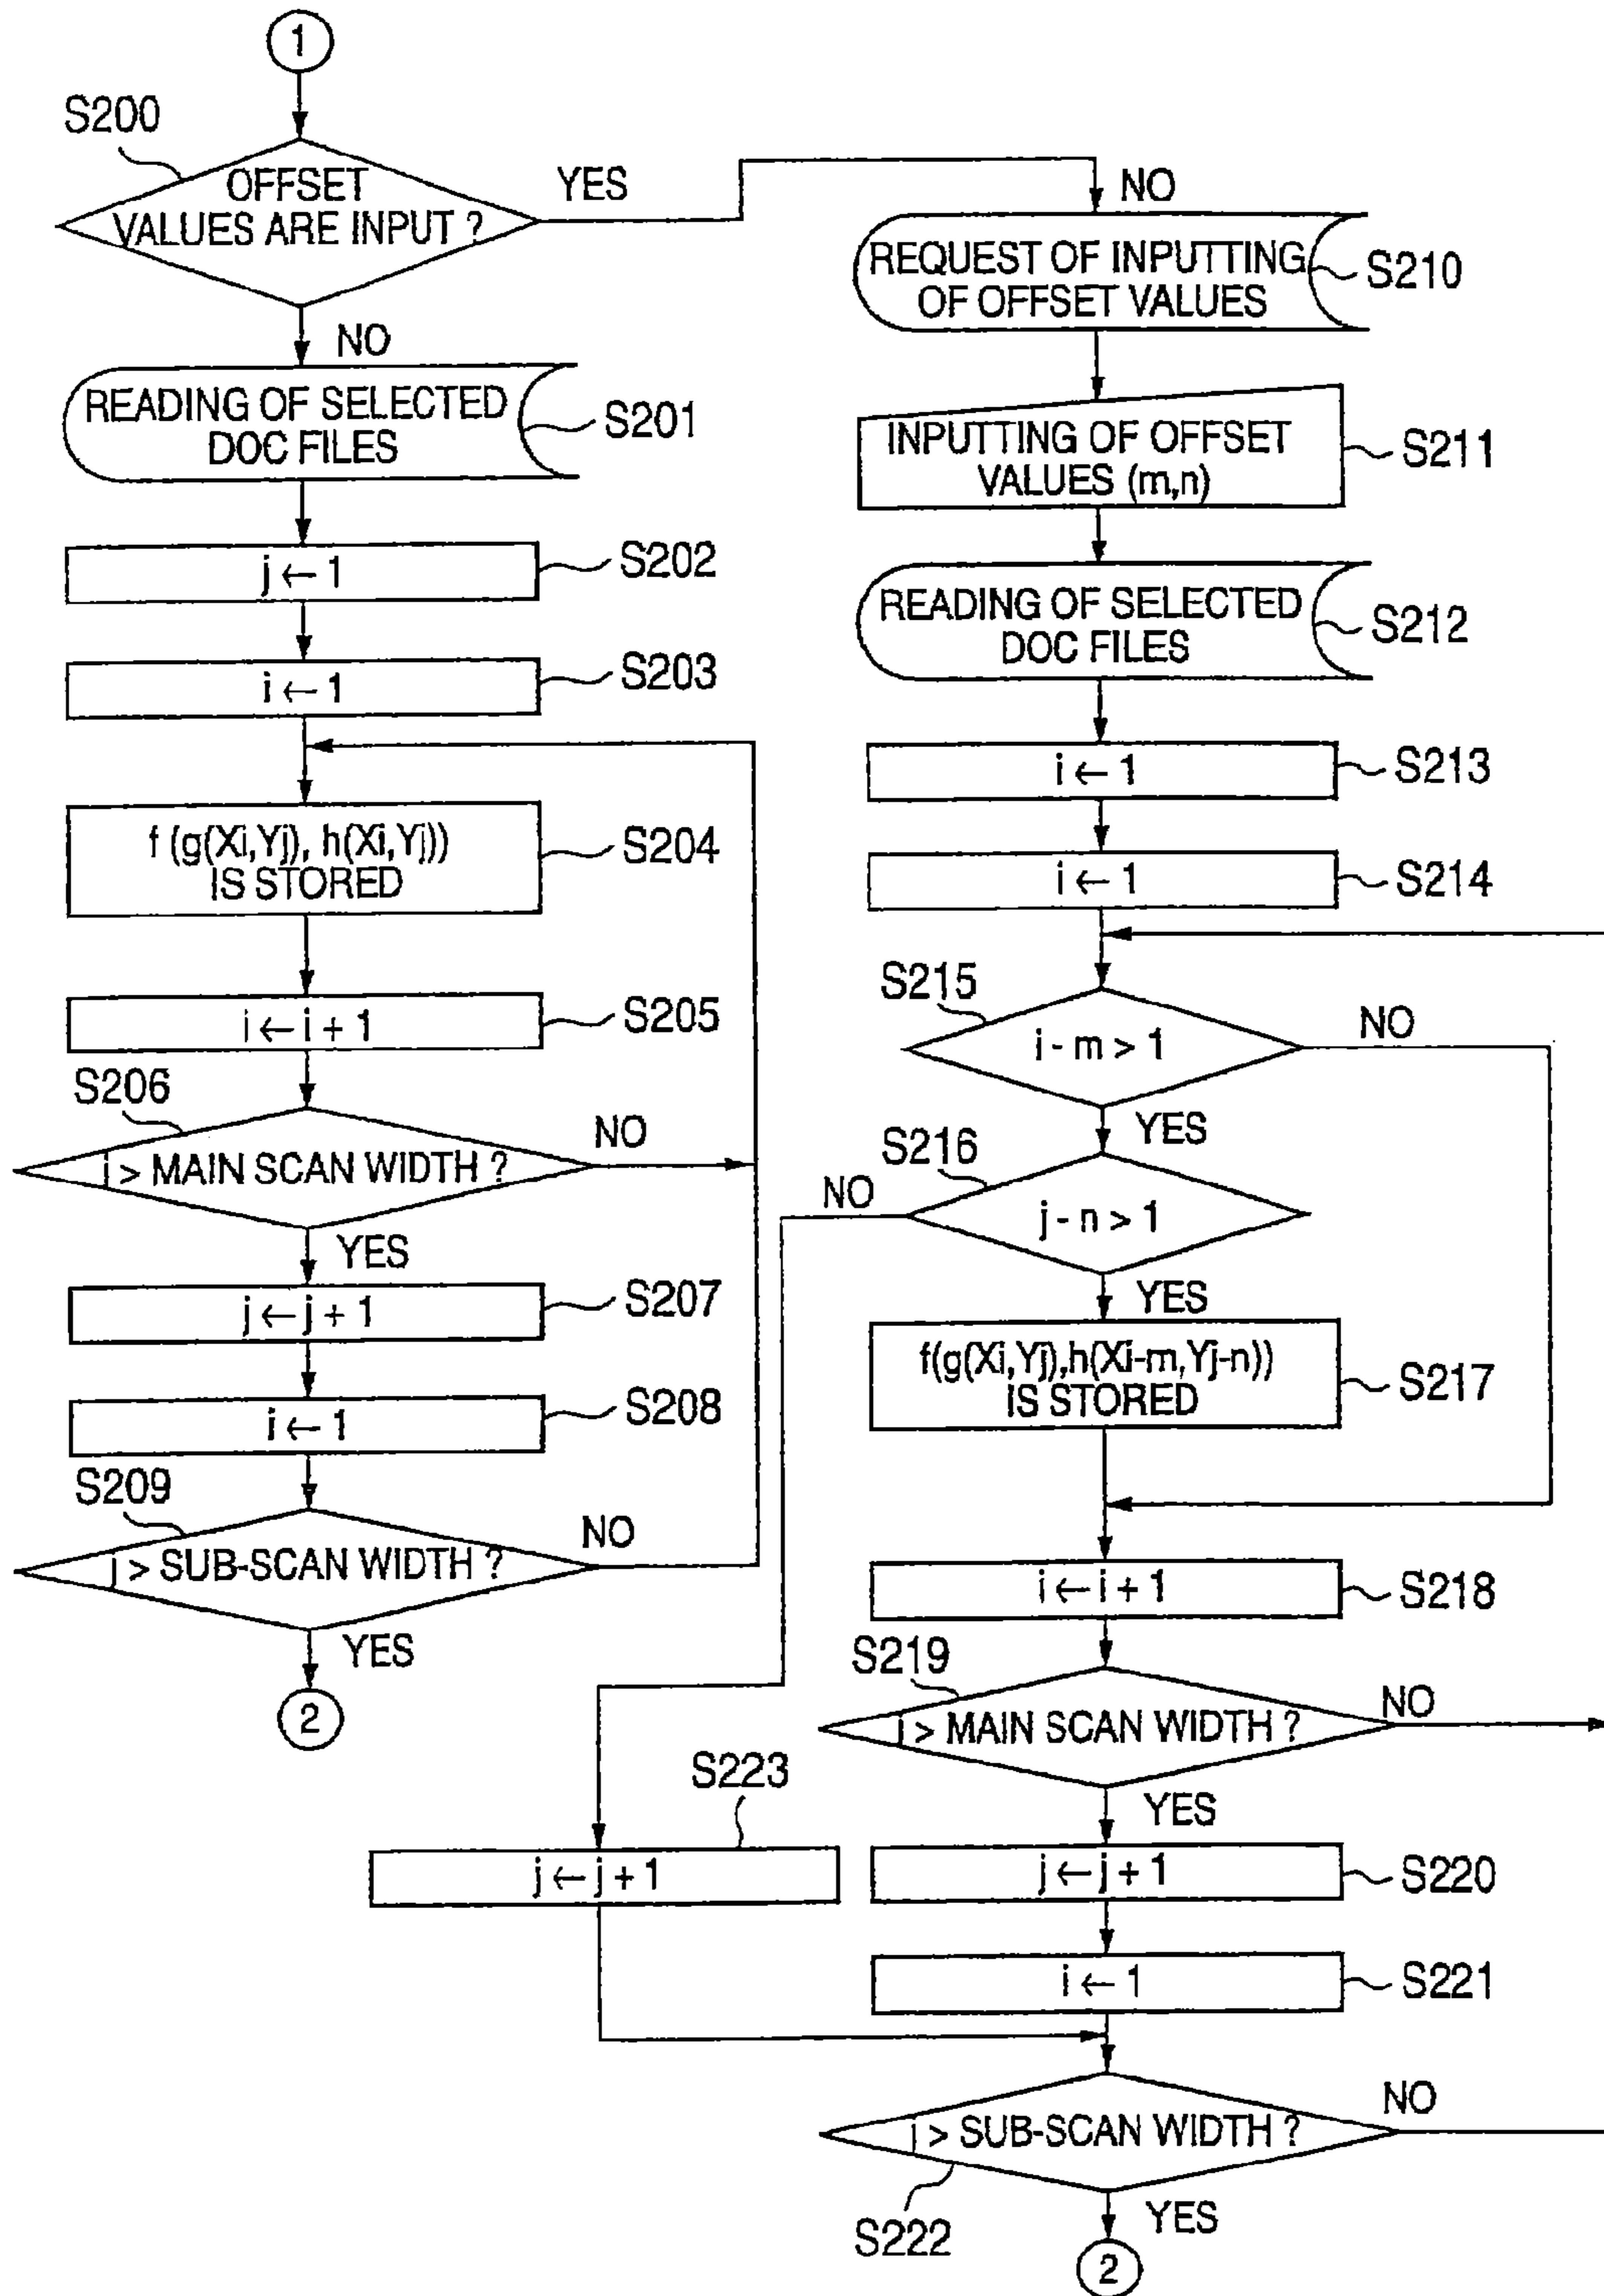 1
S200
OFFSET
VALUES ARE INPUT ?
YES
NO
READING OF SELECTED
DOC FILES
S201
j ← 1
S202
i ← 1
S203
f (g(Xi,Yj), h(Xi,Yj))
IS STORED
S204
i ← i + 1
S205
S206
i > MAIN SCAN WIDTH ?
NO
YES
j ← j + 1
S207
i ← 1
S208
S209
j > SUB-SCAN WIDTH ?
NO
YES
2
NO
REQUEST OF INPUTTING
OF OFFSET VALUES
S210
INPUTTING OF OFFSET
VALUES (m,n)
S211
READING OF SELECTED
DOC FILES
S212
i ← 1
S213
i ← 1
S214
S215
i - m > 1
NO
YES
S216
NO
j - n > 1
YES
f(g(Xi,Yj),h(Xi-m,Yj-n))
IS STORED
S217
i ← i + 1
S218
S219
i > MAIN SCAN WIDTH ?
NO
YES
S223
j ← j + 1
j ← j + 1
S220
i ← 1
S221
j > SUB-SCAN WIDTH ?
NO
S222
YES
2